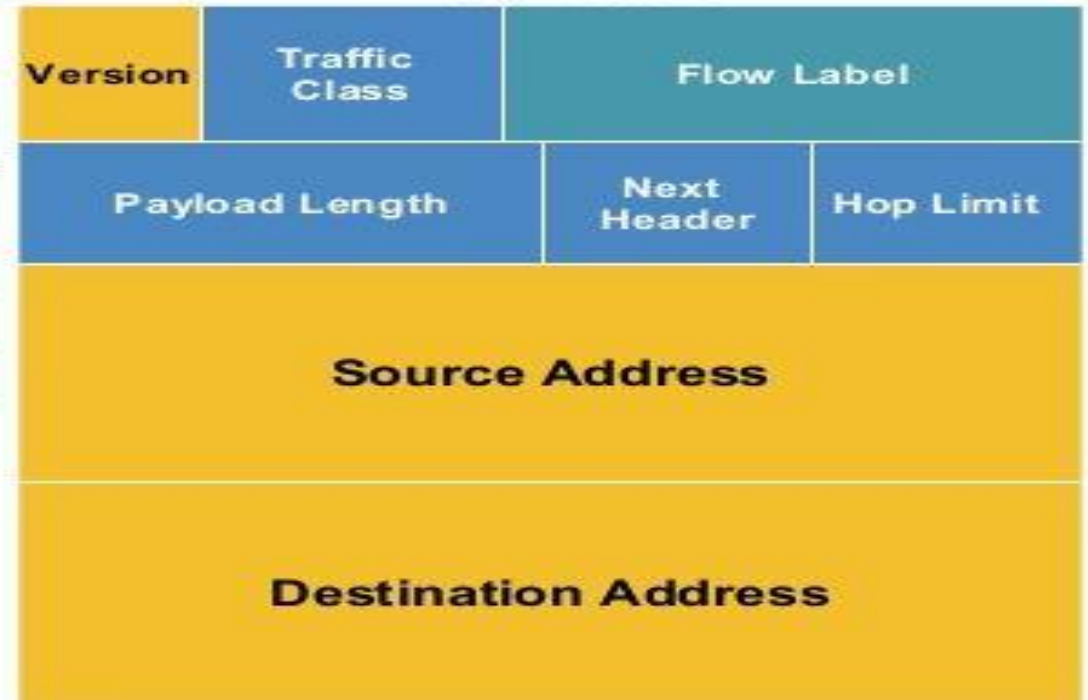 Version
Traffic
Class
Flow Label
Payload Length
Next
Header
Hop Limit
Source Address
Destination Address